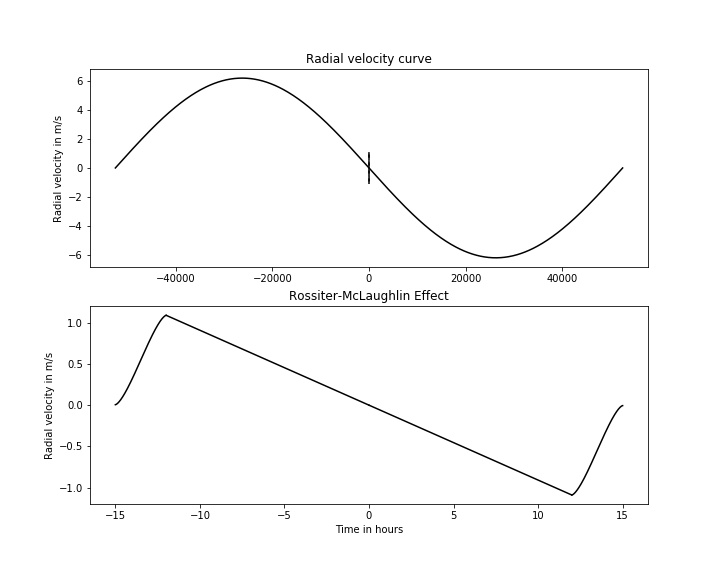 Radial velocity curve
Radial velocity in m/s
6
4
2
0
−2
−4
−6
−40000 −20000 0 20000 40000
Rossiter-McLaughlin Effect
Radial velocity in m/s
1.0
0.5
0.0
−0.5
−1.0
−15 −10 −5 0 5 10 15
Time in hours